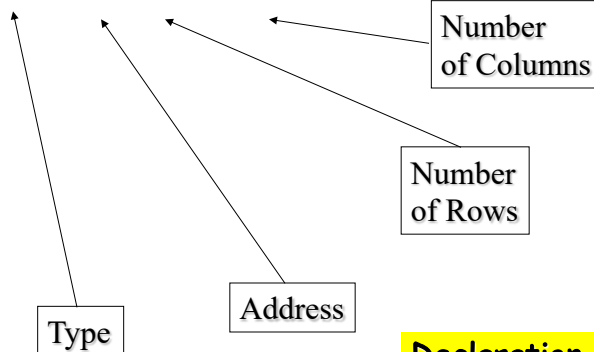 Number
of Columns
Number
of Rows
Address
Type